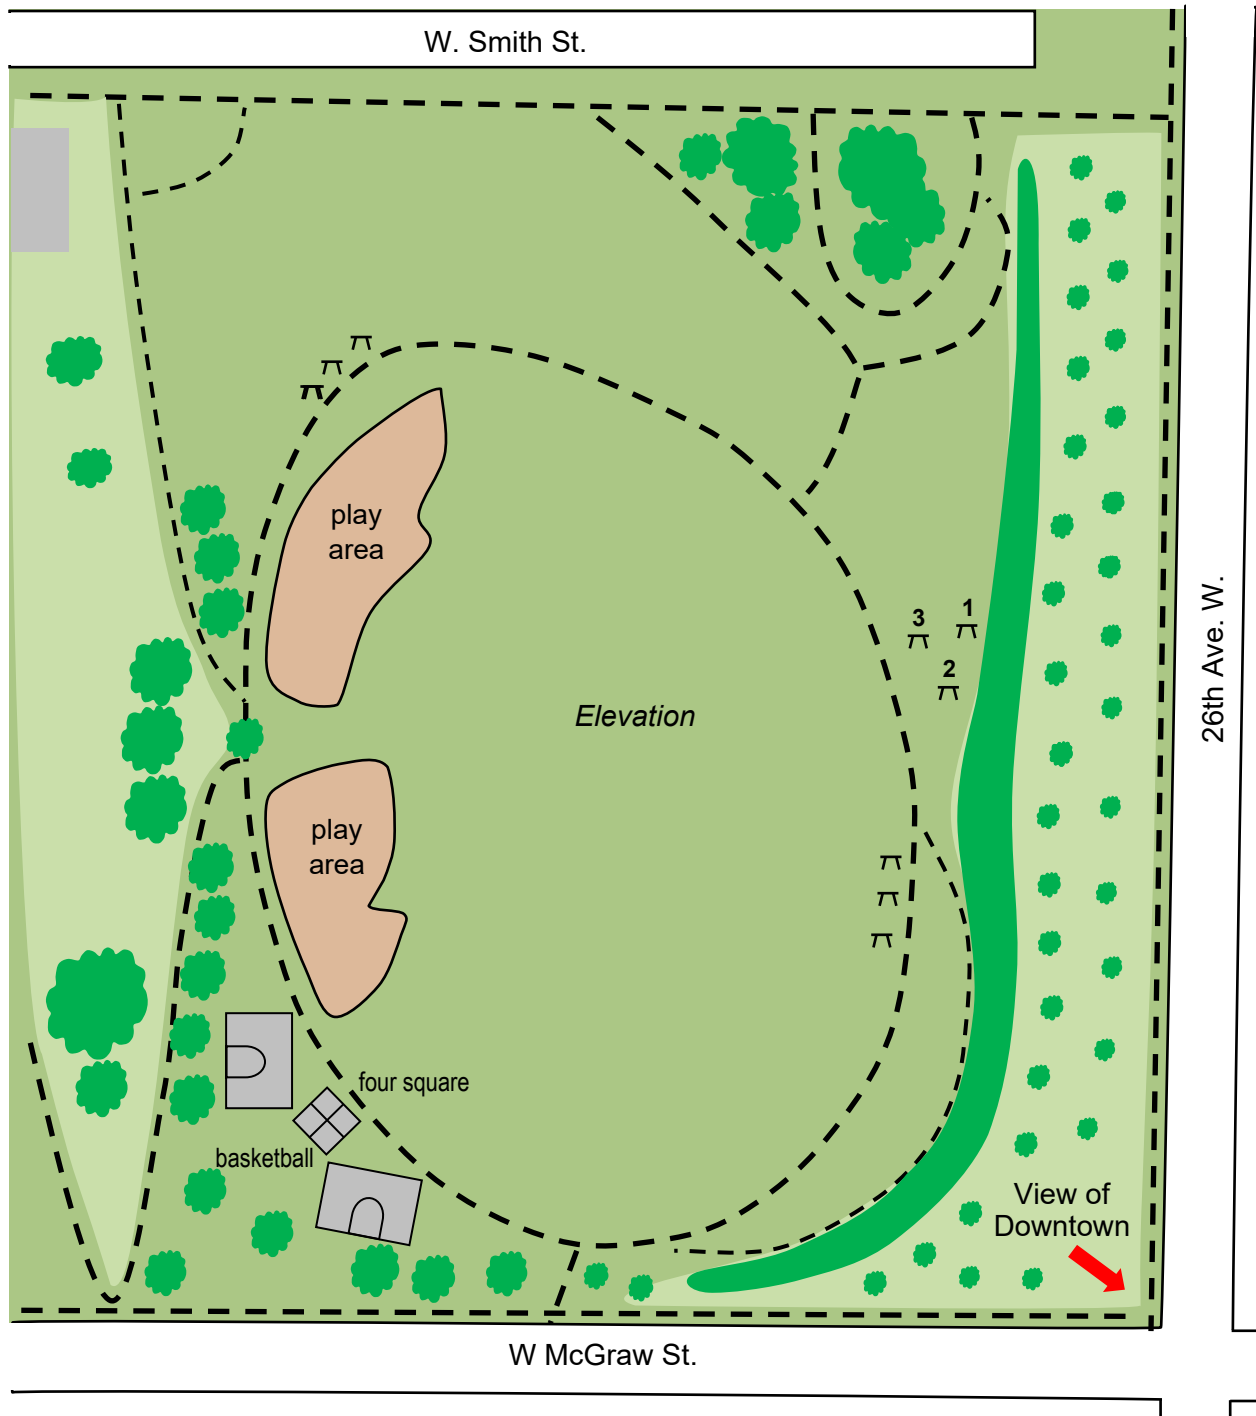 W. Smith St.
play
area
3
1
2
26th Ave. W.
Elevation
play
area
four square
basketball
View of
Downtown
W McGraw St.